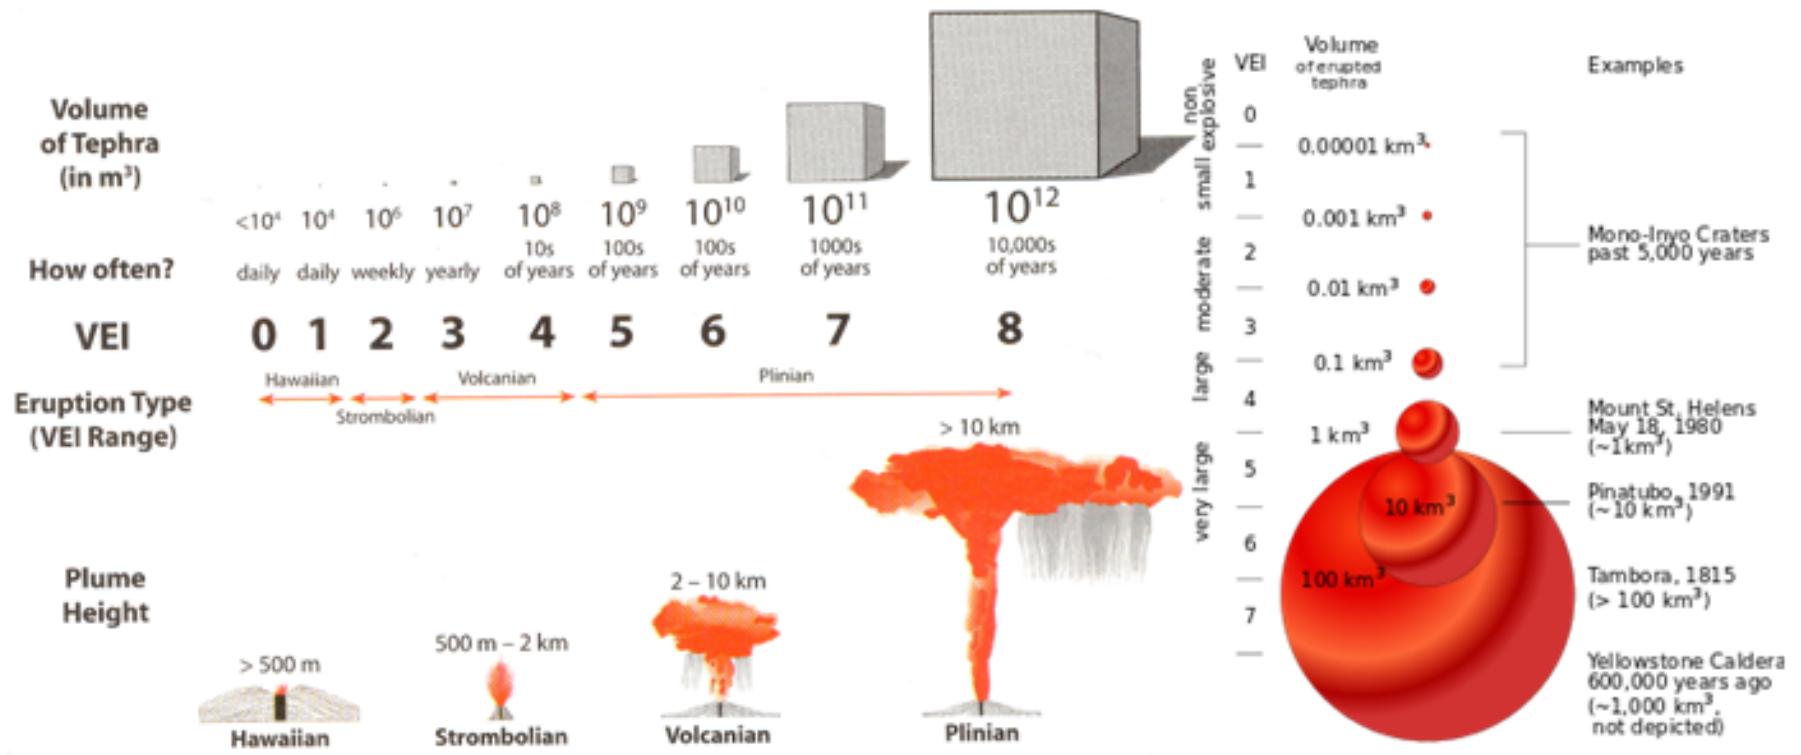 Volume
of Tephra
(in m³)
<10⁴ 10⁴ 10⁶ 10⁷ 10⁸ 10⁹ 10¹⁰ 10¹¹ 10¹²
How often?
daily daily weekly yearly 10s of years 100s of years 100s of years 1000s of years 10,000s of years
VEI 0 1 2 3 4 5 6 7 8
Eruption Type
(VEI Range)
Hawaiian
Strombolian
Volcanian
Plinian
Plume
Height
> 500 m
Hawaiian
500 m – 2 km
Strombolian
2 – 10 km
Volcanian
> 10 km
Plinian
VEI
Volume
of erupted
tephra
Examples
non
explosive
small
moderate
large
very large
0
1
2
3
4
5
6
7
0.00001 km³
0.001 km³
0.01 km³
0.1 km³
1 km³
10 km³
100 km³
Mono-Inyo Craters
past 5,000 years
Mount St. Helens
May 18, 1980
(~1km³)
Pinatubo, 1991
(~10 km³)
Tambora, 1815
(> 100 km³)
Yellowstone Caldera
600,000 years ago
(~1,000 km³,
not depicted)